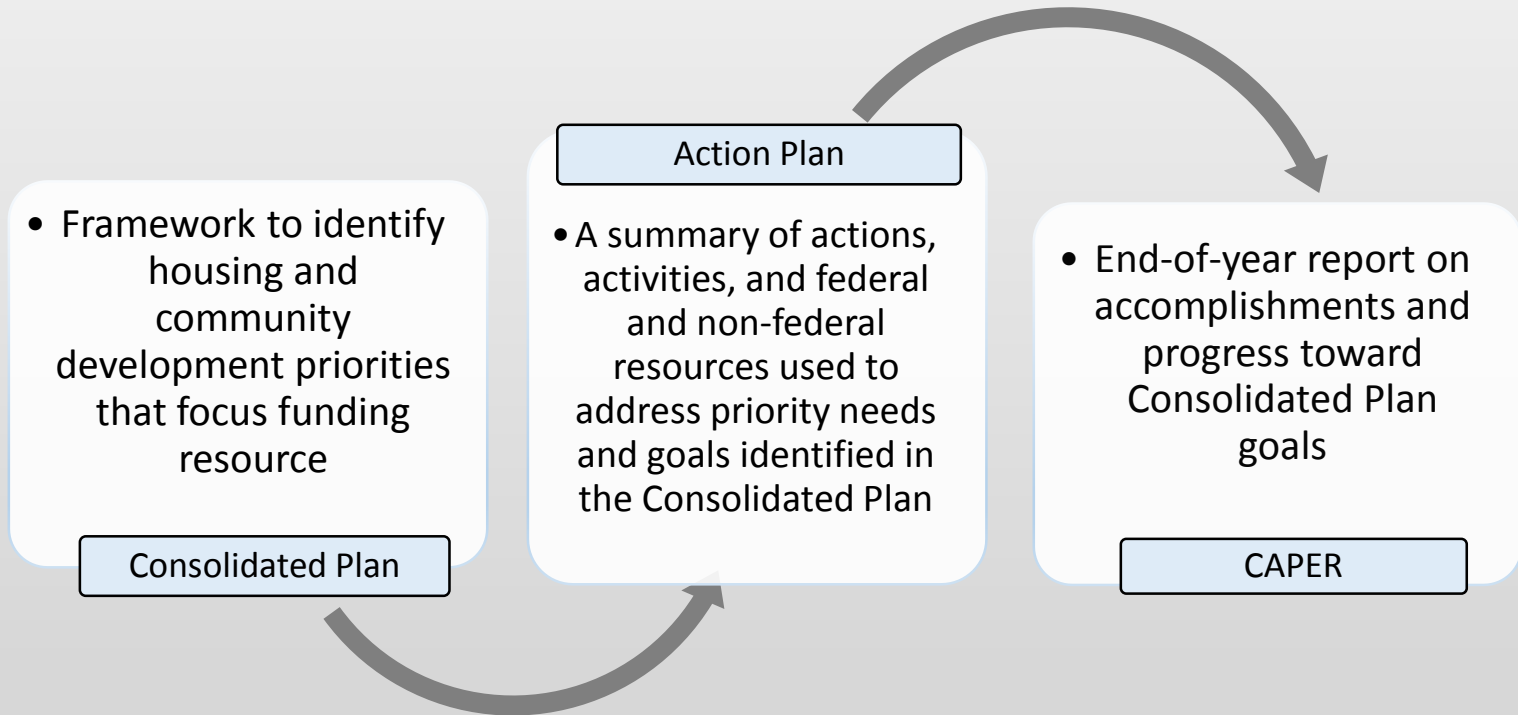 • Framework to identify
housing and
community
development priorities
that focus funding
resource
Consolidated Plan
Action Plan
• A summary of actions,
activities, and federal
and non-federal
resources used to
address priority needs
and goals identified in
the Consolidated Plan
• End-of-year report on
accomplishments and
progress toward
Consolidated Plan
goals
CAPER